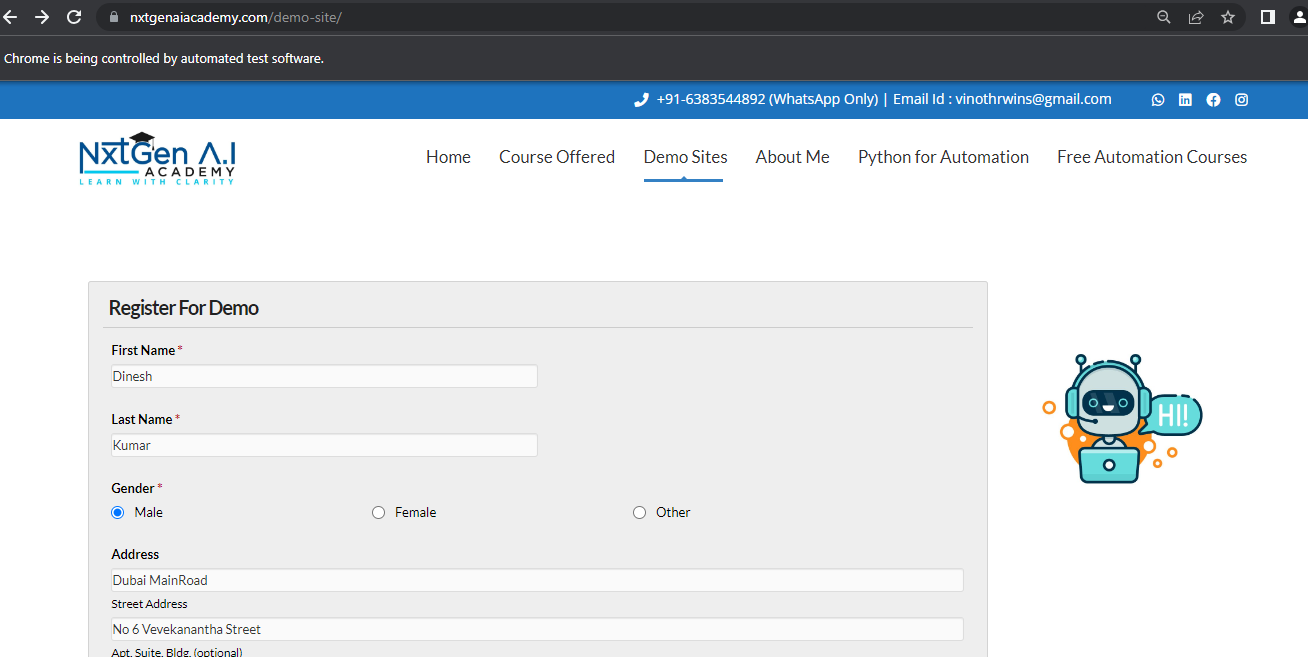 nxtgenaiacademy.com/demo-site/
Chrome is being controlled by automated test software.
+91-6383544892 (WhatsApp Only) | Email Id : vinothrwins@gmail.com
NxtGen A.I
ACADEMY
LEARN WITH CLARITY
Home Course Offered Demo Sites About Me Python for Automation Free Automation Courses
Register For Demo
First Name *
Dinesh
Last Name *
Kumar
Gender *
Male Female Other
Address
Dubai MainRoad
Street Address
No 6 Vevekanantha Street
Apt, Suite, Bldg. (optional)
HI!